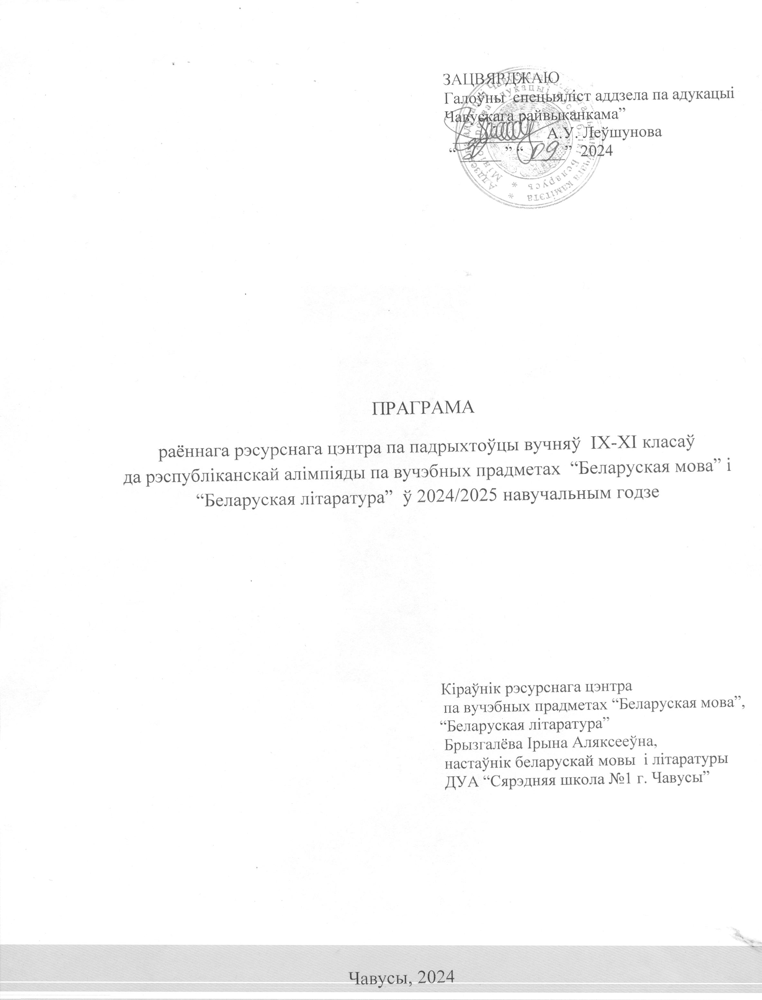 ЗАЦВЯРДЖАЮ
Галоўны спецыяліст аддзела па адукацыі
Чавускага райвыканкама”
А.У. Леўшунова
“ ” “ 09 ” 2024
ПРАГРАМА
раённага рэсурснага цэнтра па падрыхтоўцы вучняў IX-XI класаў
да рэспубліканскай алімпіяды па вучэбных прадметах “Беларуская мова” і
“Беларуская літаратура” ў 2024/2025 навучальным годзе
Кіраўнік рэсурснага цэнтра
па вучэбных прадметах “Беларуская мова”,
“Беларуская літаратура”
Брызгалёва Ірына Аляксееўна,
настаўнік беларускай мовы і літаратуры
ДУА “Сярэдняя школа №1 г. Чавусы”
Чавусы, 2024